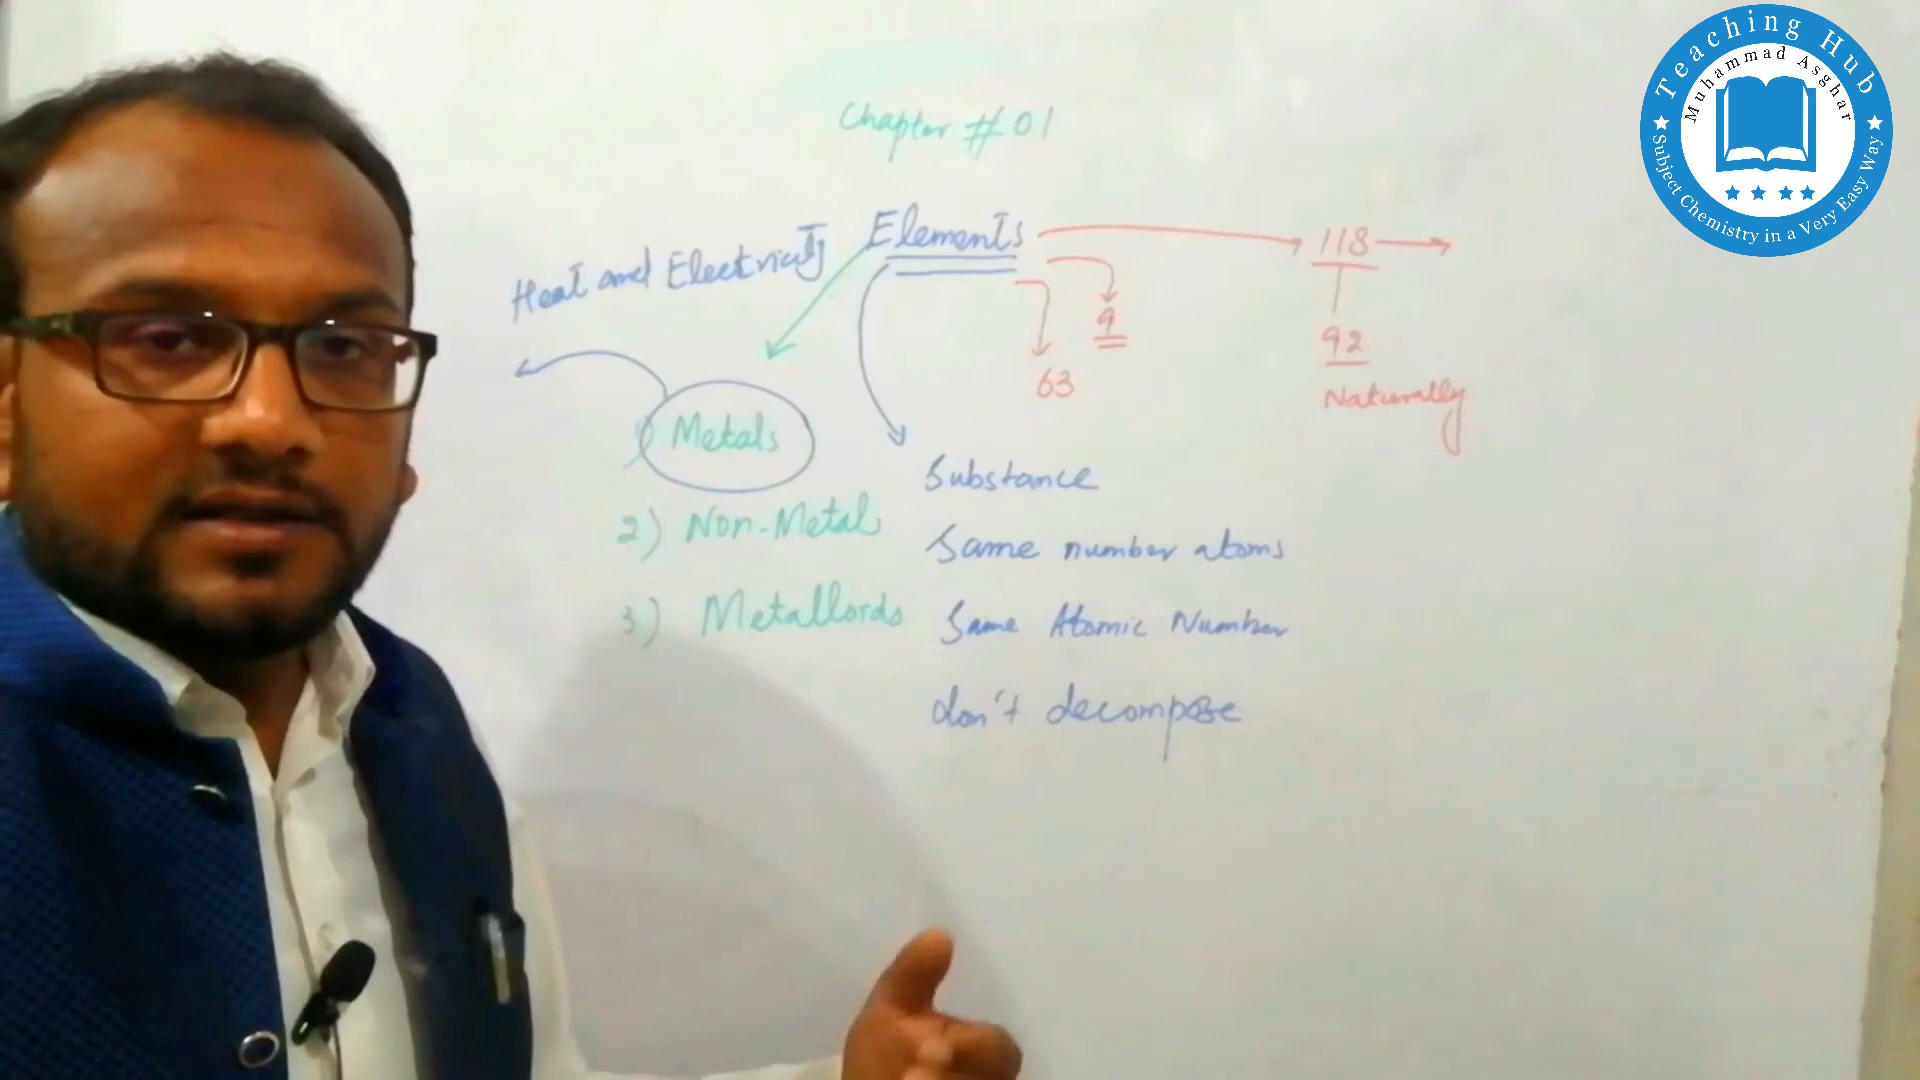 Teaching Hub
Muhammad Asghar
Subject Chemistry in a Very Easy Way
Chapter # 01
Elements
118
Heat and Electricity
9
92
63
Naturally
Metals
Substance
2) Non-Metal
Same number atoms
3) Metallords
Same Atomic Number
don't decompose